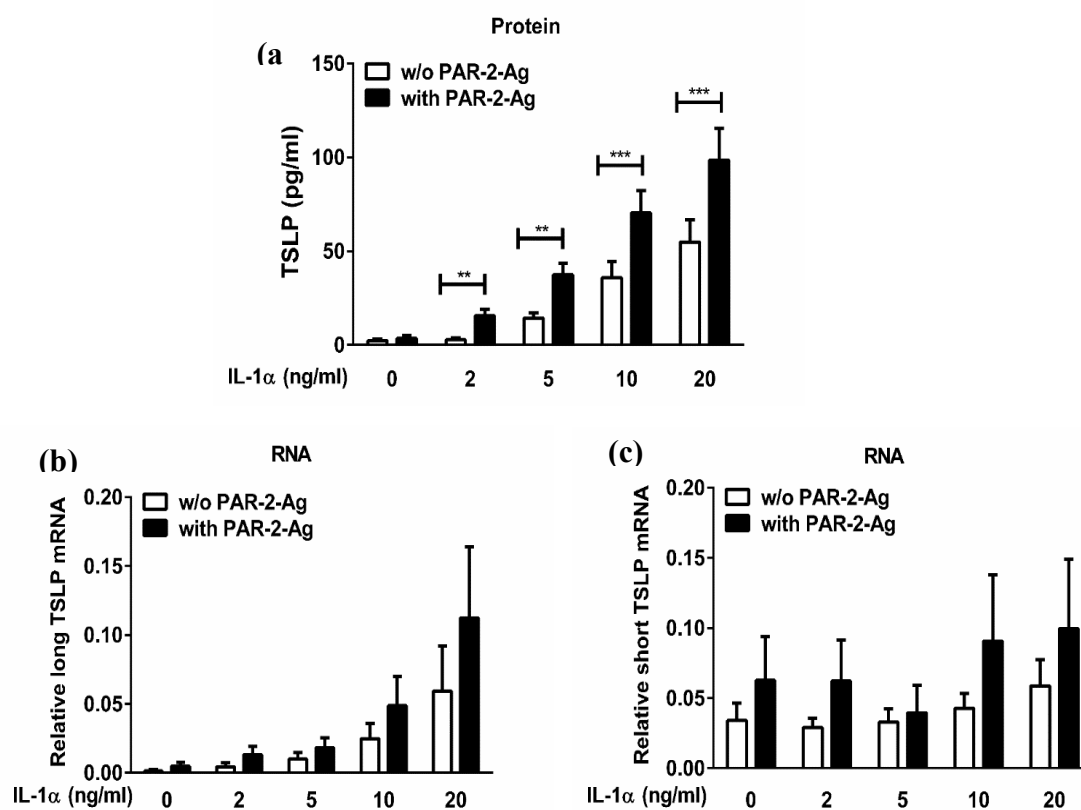 Protein
(a
w/o PAR-2-Ag
with PAR-2-Ag
TSLP (pg/ml)
150
100
50
0
**
**
***
***
IL-1α (ng/ml) 0 2 5 10 20
(b)
RNA
w/o PAR-2-Ag
with PAR-2-Ag
Relative long TSLP mRNA
0.20
0.15
0.10
0.05
0.00
IL-1α (ng/ml) 0 2 5 10 20
(c)
RNA
w/o PAR-2-Ag
with PAR-2-Ag
Relative short TSLP mRNA
0.20
0.15
0.10
0.05
0.00
IL-1α (ng/ml) 0 2 5 10 20